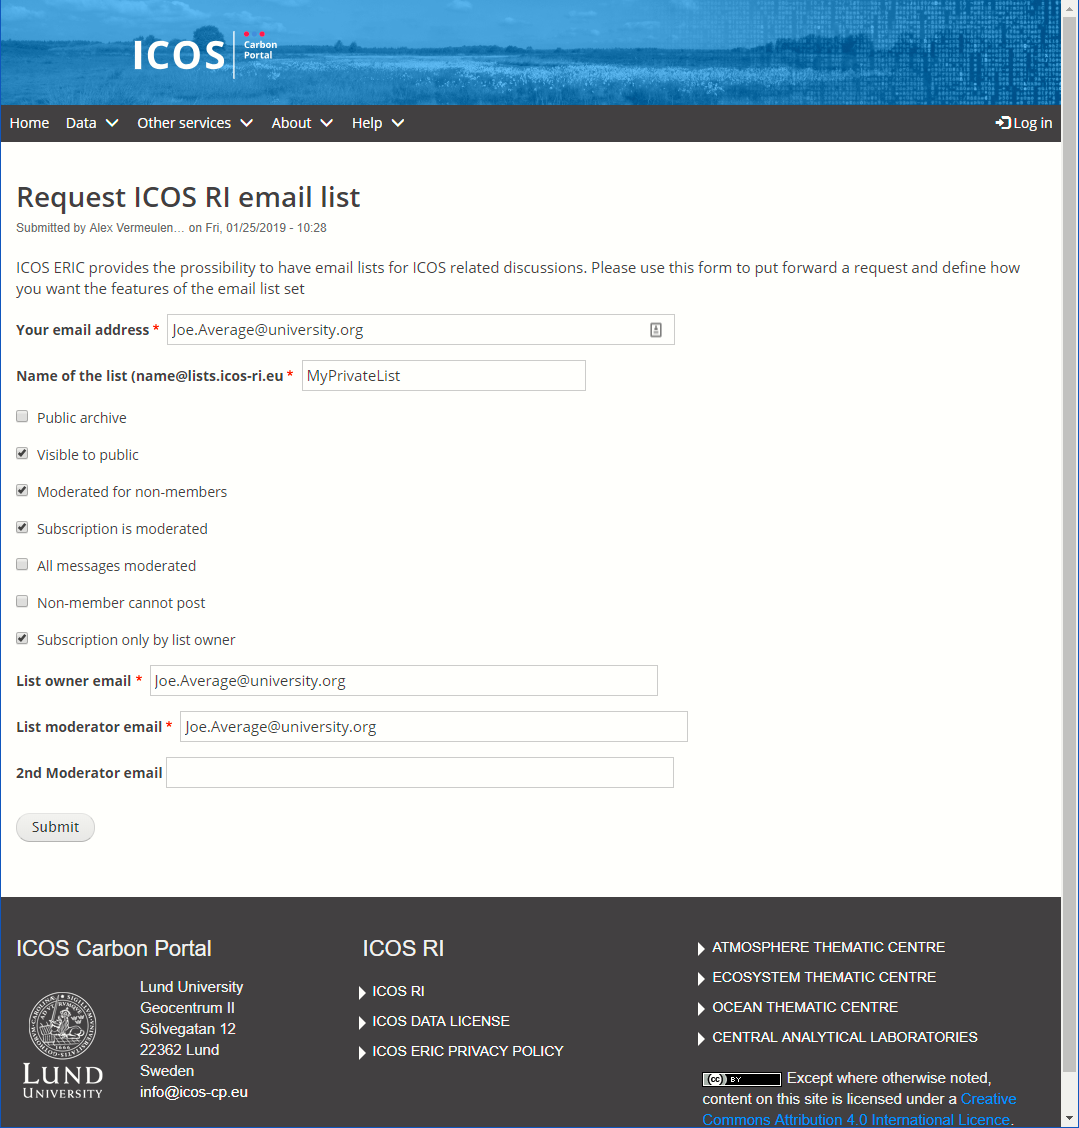 ICOS Carbon Portal
Home Data Other services About Help Log in
Request ICOS RI email list
Submitted by Alex Vermeulen... on Fri, 01/25/2019 - 10:28
ICOS ERIC provides the prossibility to have email lists for ICOS related discussions. Please use this form to put forward a request and define how
you want the features of the email list set
Your email address * Joe.Average@university.org
Name of the list (name@lists.icos-ri.eu * MyPrivateList
Public archive
Visible to public
Moderated for non-members
Subscription is moderated
All messages moderated
Non-member cannot post
Subscription only by list owner
List owner email * Joe.Average@university.org
List moderator email * Joe.Average@university.org
2nd Moderator email
Submit
ICOS Carbon Portal
LUND
UNIVERSITY
Lund University
Geocentrum II
Sölvegatan 12
22362 Lund
Sweden
info@icos-cp.eu
ICOS RI
ICOS RI
ICOS DATA LICENSE
ICOS ERIC PRIVACY POLICY
ATMOSPHERE THEMATIC CENTRE
ECOSYSTEM THEMATIC CENTRE
OCEAN THEMATIC CENTRE
CENTRAL ANALYTICAL LABORATORIES
cc BY Except where otherwise noted,
content on this site is licensed under a Creative
Commons Attribution 4.0 International Licence.